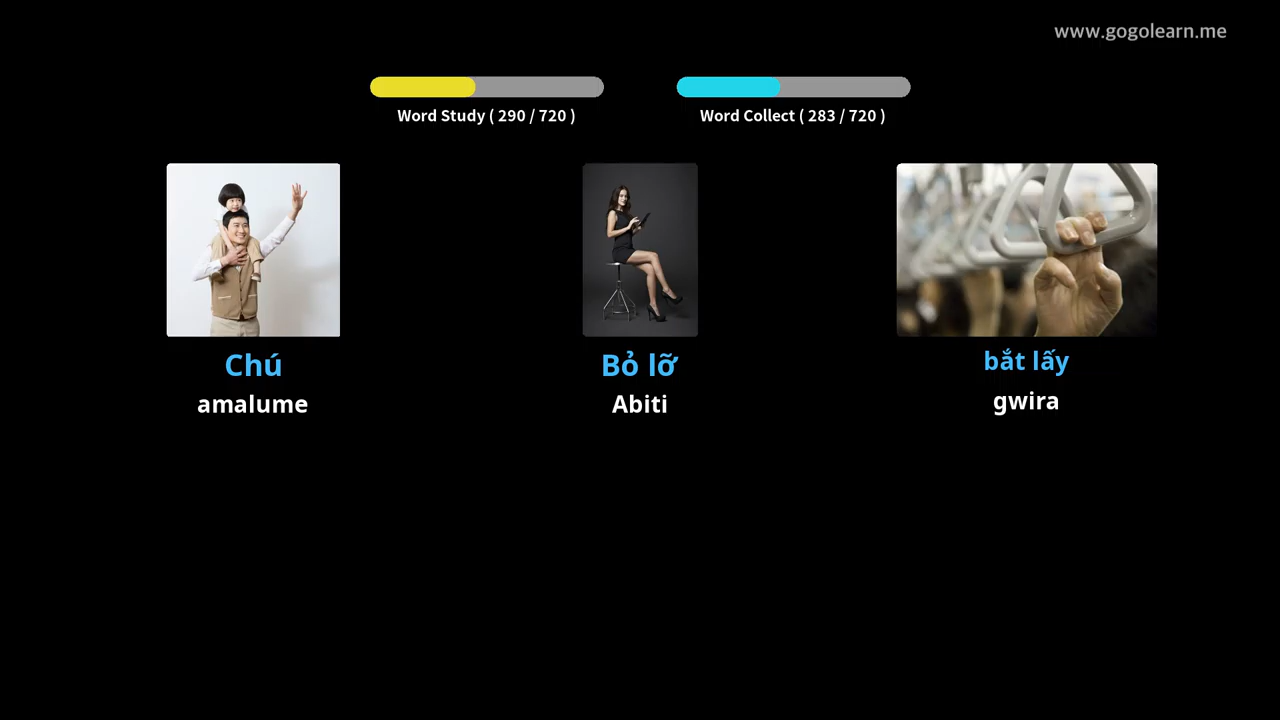 www.gogolearn.me
Word Study ( 290 / 720 )
Word Collect ( 283 / 720 )
Chú
Bỏ lỡ
bắt lấy
amalume
Abiti
gwira